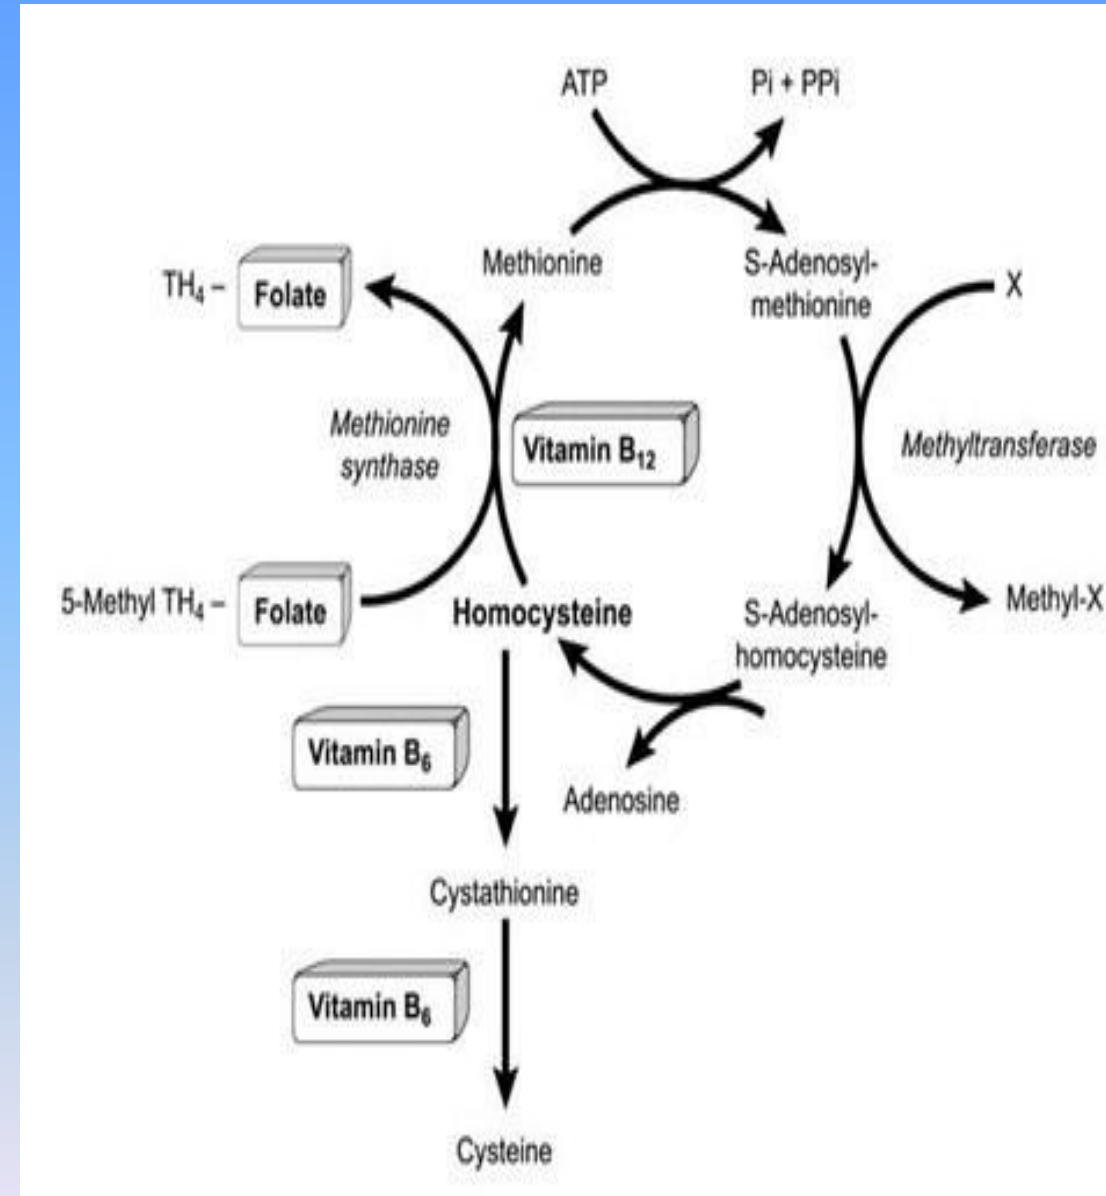 ATP
Pi + PPi
TH₄ – Folate
Methionine
S-Adenosyl-
methionine
X
Methionine
synthase
Vitamin B₁₂
Methyltransferase
5-Methyl TH₄ – Folate
Homocysteine
S-Adenosyl-
homocysteine
Methyl-X
Vitamin B₆
Adenosine
Cystathionine
Vitamin B₆
Cysteine